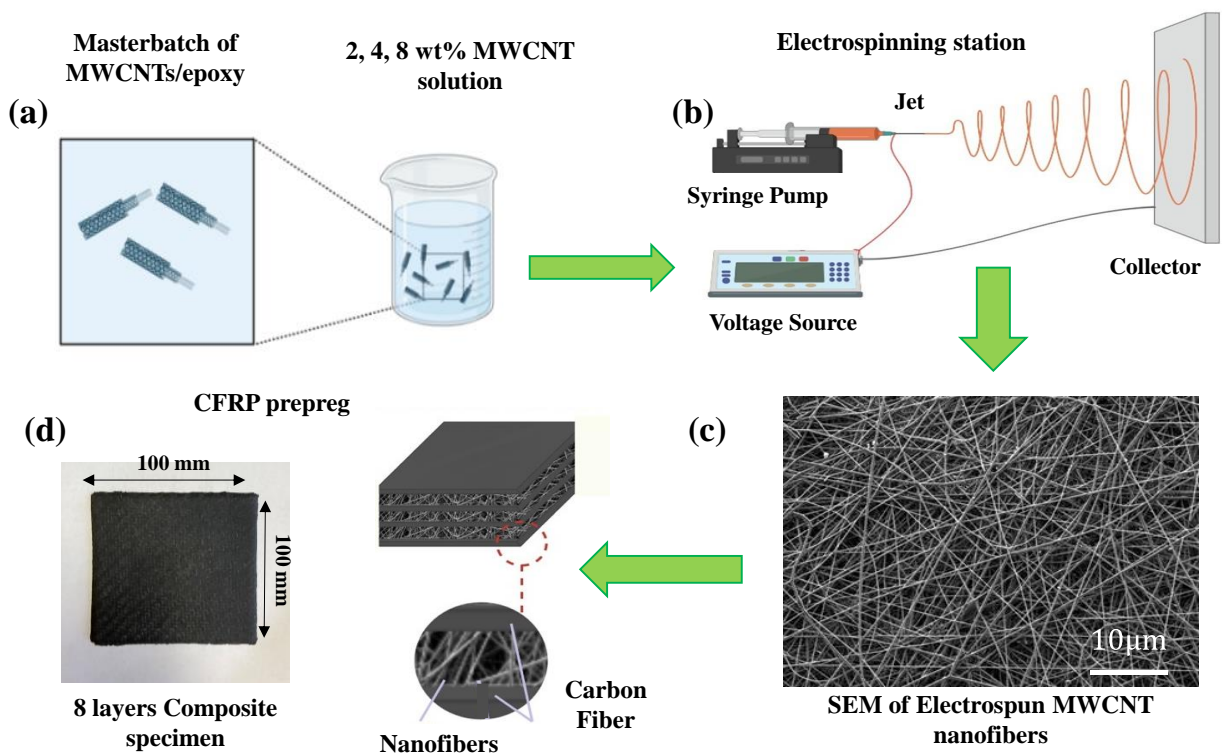 Masterbatch of
MWCNTs/epoxy
2, 4, 8 wt% MWCNT
solution
(a)
Electrospinning station
(b)
Jet
Syringe Pump
Voltage Source
Collector
CFRP prepreg
(d)
100 mm
100 mm
8 layers Composite
specimen
Nanofibers
Carbon
Fiber
(c)
10μm
SEM of Electrospun MWCNT
nanofibers